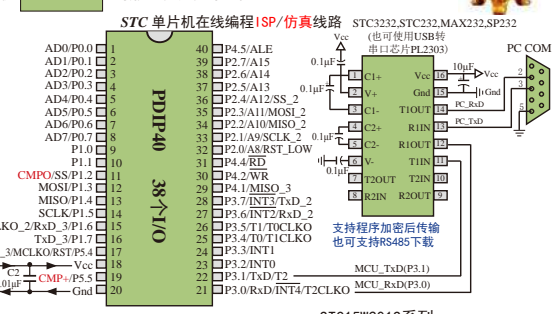 STC 单片机在线编程ISP/仿真线路
STC3232,STC232,MAX232,SP232
(也可使用USB转
串口芯片PL2303)
PC COM
AD0/P0.0 1
AD1/P0.1 2
AD2/P0.2 3
AD3/P0.3 4
AD4/P0.4 5
AD5/P0.5 6
AD6/P0.6 7
AD7/P0.7 8
P1.0 9
P1.1 10
CMPO/SS/P1.2 11
MOSI/P1.3 12
MISO/P1.4 13
SCLK/P1.5 14
LKO_2/RxD_3/P1.6 15
TxD_3/P1.7 16
_3/MCLKO/RST/P5.4 17
Vcc 18
CMP+/P5.5 19
Gnd 20
C2
.01μF
PDIP40
38个I/O
40 P4.5/ALE
39 P2.7/A15
38 P2.6/A14
37 P2.5/A13
36 P2.4/A12/SS_2
35 P2.3/A11/MOSI_2
34 P2.2/A10/MISO_2
33 P2.1/A9/SCLK_2
32 P2.0/A8/RST_LOW
31 P4.4/RD
30 P4.2/WR
29 P4.1/MISO_3
28 P3.7/INT3/TxD_2
27 P3.6/INT2/RxD_2
26 P3.5/T1/T0CLKO
25 P3.4/T0/T1CLKO
24 P3.3/INT1
23 P3.2/INT0
22 P3.1/TxD/T2
21 P3.0/RxD/INT4/T2CLKO
Vcc
0.1μF
0.1μF
0.1μF
0.1μF
1 C1+
2 V+
3 C1-
4 C2+
5 C2-
6 V-
7 T2OUT
8 R2IN
Vcc 16
Gnd 15
T1OUT 14
R1IN 13
R1OUT 12
T1IN 11
T2IN 10
R2OUT 9
10μF
Vcc
Gnd
PC_RxD
PC_TxD
2
3
5
支持程序加密后传输
也可支持RS485下载
MCU_TxD(P3.1)
MCU_RxD(P3.0)